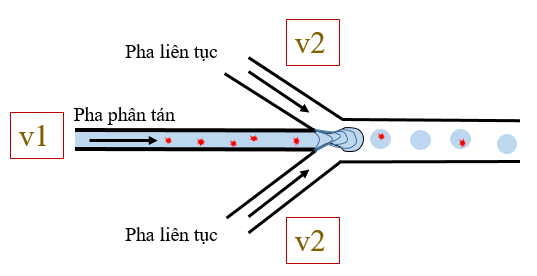 v2
Pha liên tục
Pha phân tán
v1
Pha liên tục
v2